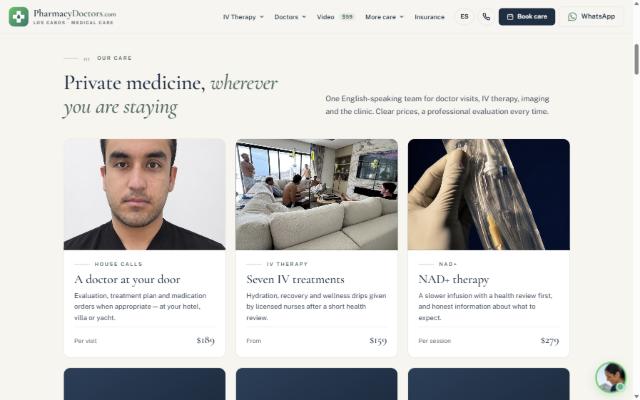 PharmacyDoctors.com
LOS CABOS · MEDICAL CARE
IV Therapy
Doctors
Video $59
More care
Insurance
ES
Book care
WhatsApp
01 OUR CARE
Private medicine, wherever
you are staying
One English-speaking team for doctor visits, IV therapy, imaging
and the clinic. Clear prices, a professional evaluation every time.
HOUSE CALLS
A doctor at your door
Evaluation, treatment plan and medication
orders when appropriate — at your hotel,
villa or yacht.
Per visit $189
IV THERAPY
Seven IV treatments
Hydration, recovery and wellness drips given
by licensed nurses after a short health
review.
From $159
NAD+
NAD+ therapy
A slower infusion with a health review first,
and honest information about what to
expect.
Per session $279